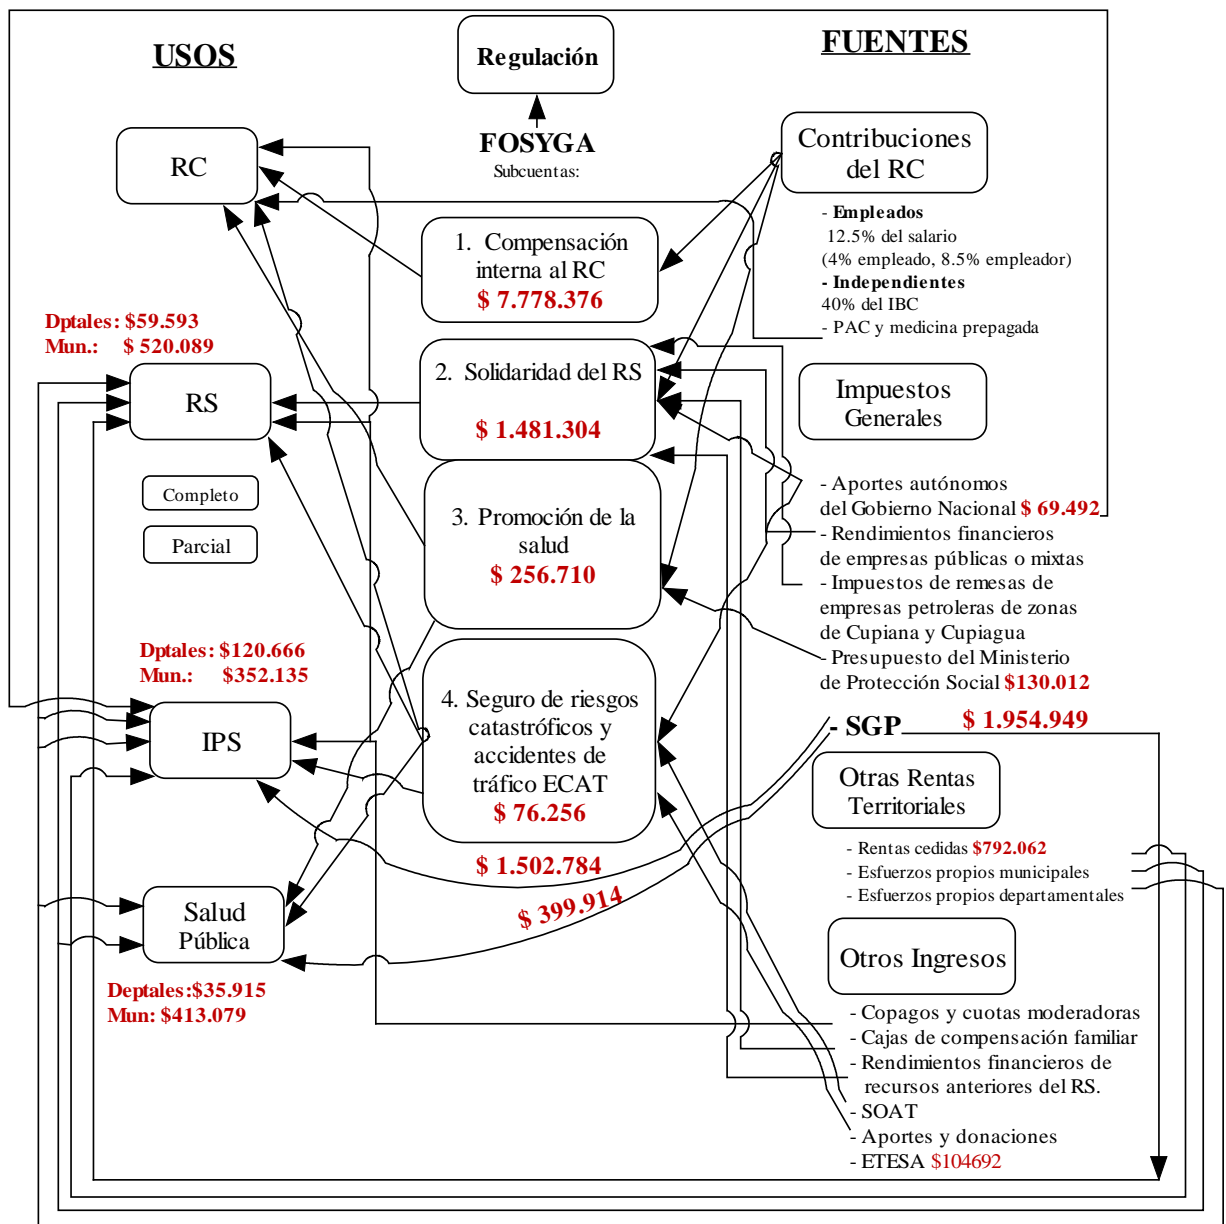 USOS
Regulación
FUENTES
FOSYGA
Subcuentas:
RC
Contribuciones
del RC
- Empleados
12.5% del salario
(4% empleado, 8.5% empleador)
- Independientes
40% del IBC
- PAC y medicina prepagada
1. Compensación
interna al RC
$ 7.778.376
Dptales: $59.593
Mun.: $ 520.089
RS
2. Solidaridad del RS
$ 1.481.304
Impuestos
Generales
Completo
Parcial
3. Promoción de la
salud
$ 256.710
- Aportes autónomos
del Gobierno Nacional $ 69.492
- Rendimientos financieros
de empresas públicas o mixtas
- Impuestos de remesas de
empresas petroleras de zonas
de Cupiana y Cupiagua
- Presupuesto del Ministerio
de Protección Social $130.012
Dptales: $120.666
Mun.: $352.135
IPS
4. Seguro de riesgos
catastróficos y
accidentes de
tráfico ECAT
$ 76.256
- SGP $ 1.954.949
Otras Rentas
Territoriales
- Rentas cedidas $792.062
- Esfuerzos propios municipales
- Esfuerzos propios departamentales
$ 1.502.784
$ 399.914
Salud
Pública
Deptales:$35.915
Mun: $413.079
Otros Ingresos
- Copagos y cuotas moderadoras
- Cajas de compensación familiar
- Rendimientos financieros de
recursos anteriores del RS.
- SOAT
- Aportes y donaciones
- ETESA $104692